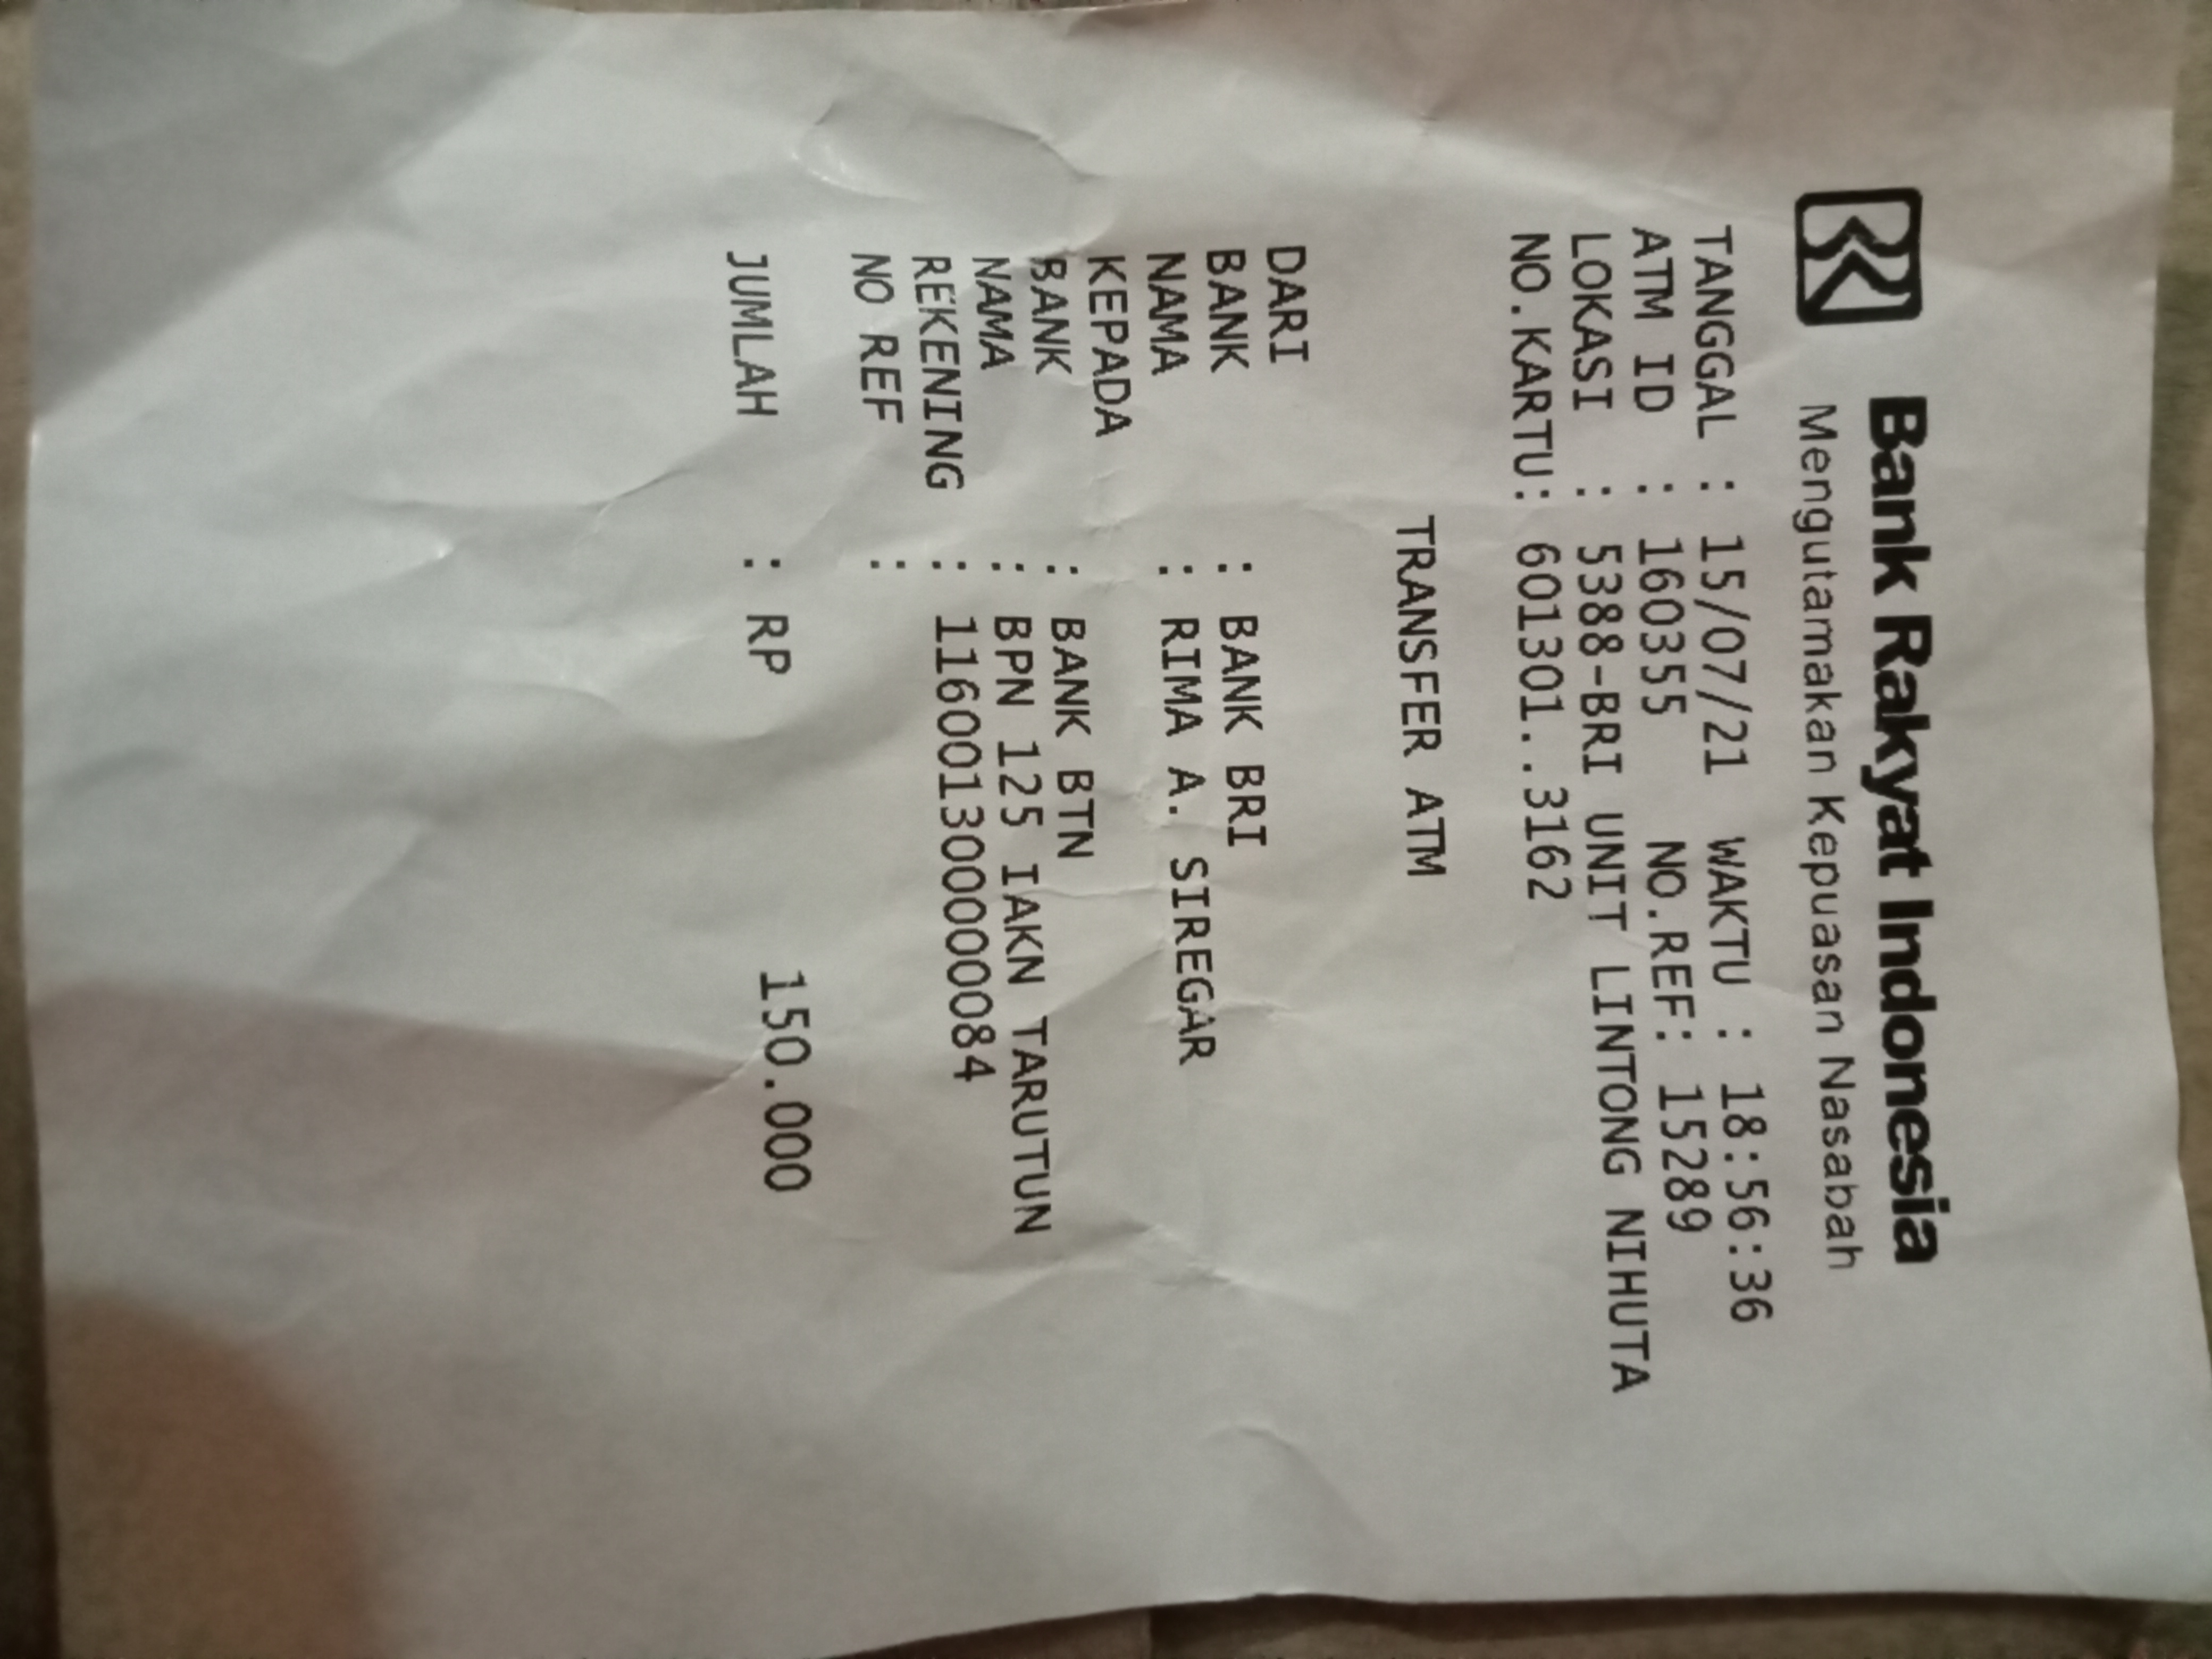 Bank Rakyat Indonesia
Mengutamakan Kepuasan Nasabah
TANGGAL : 15/07/21 WAKTU : 18:56:36
ATM ID : 160355 NO.REF: 15289
LOKASI : 5388-BRI UNIT LINTONG NIHUTA
NO.KARTU: 601301..3162
TRANSFER ATM
DARI
BANK : BANK BRI
NAMA : RIMA A. SIREGAR
KEPADA
BANK : BANK BTN
NAMA : BPN 125 IAKN TARUTUN
REKENING : 1160013000000084
NO REF :
JUMLAH : RP 150.000